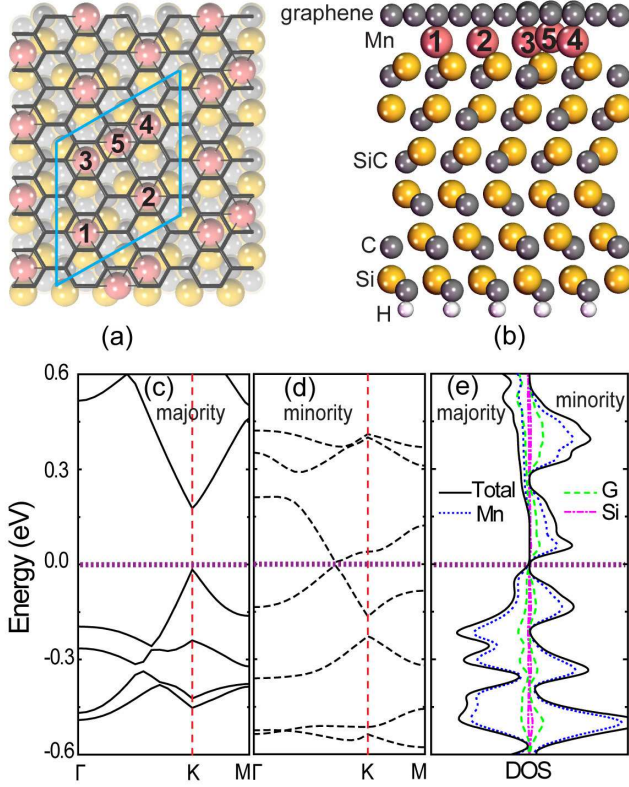 graphene
Mn
1 2 3 5 4
4
5
3
2
1
SiC
C
Si
H
(a) (b)
0.6
0.3
0.0
-0.3
-0.6
Energy (eV)
(c)
majority
(d)
minority
(e)
majority minority
Total G
Mn Si
Γ K M
Γ K M
DOS